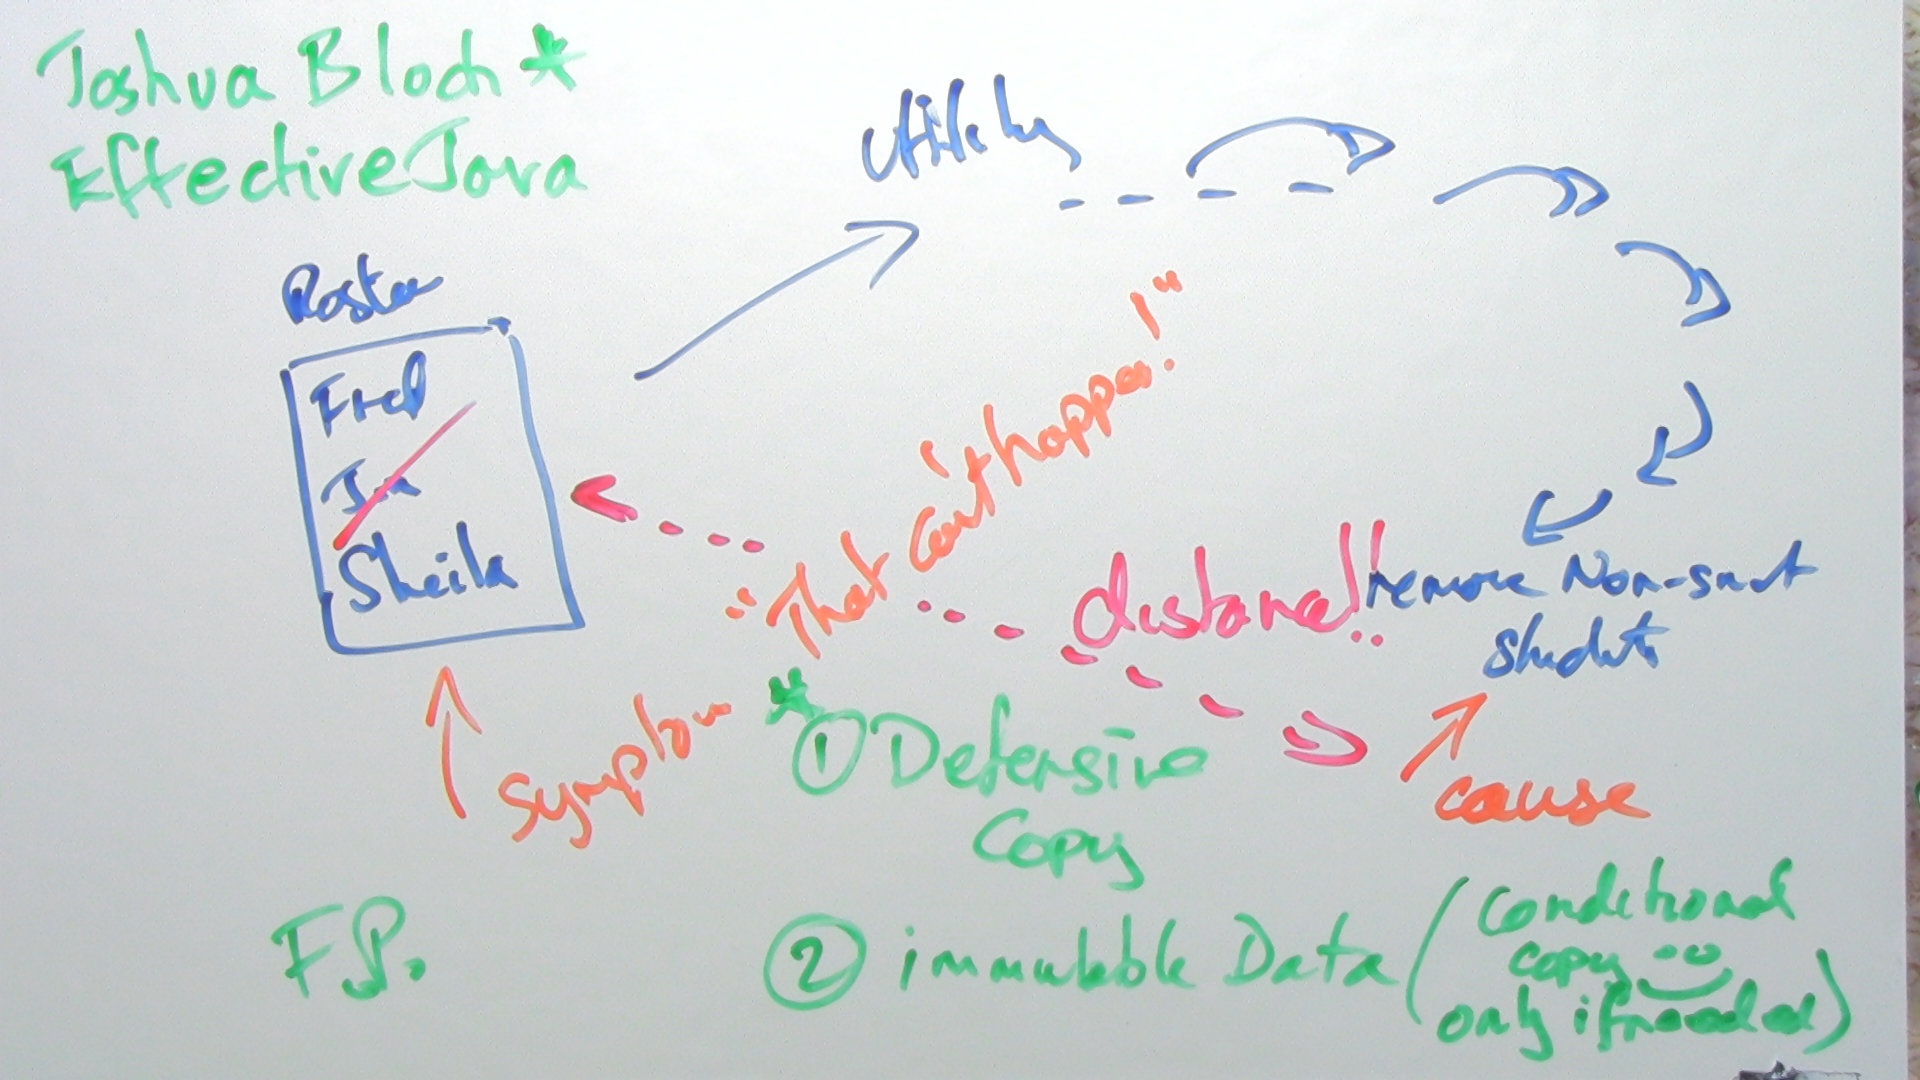 Joshua Bloch *
Effective Java
Utility
Roster
Fred
Jim
Sheila
"That can't happen!"
distance!!
remove Non-smart
students
symptom
* ① Defensive
Copy
cause
F.P.
② immutable Data (conditional
copy
only if needed)